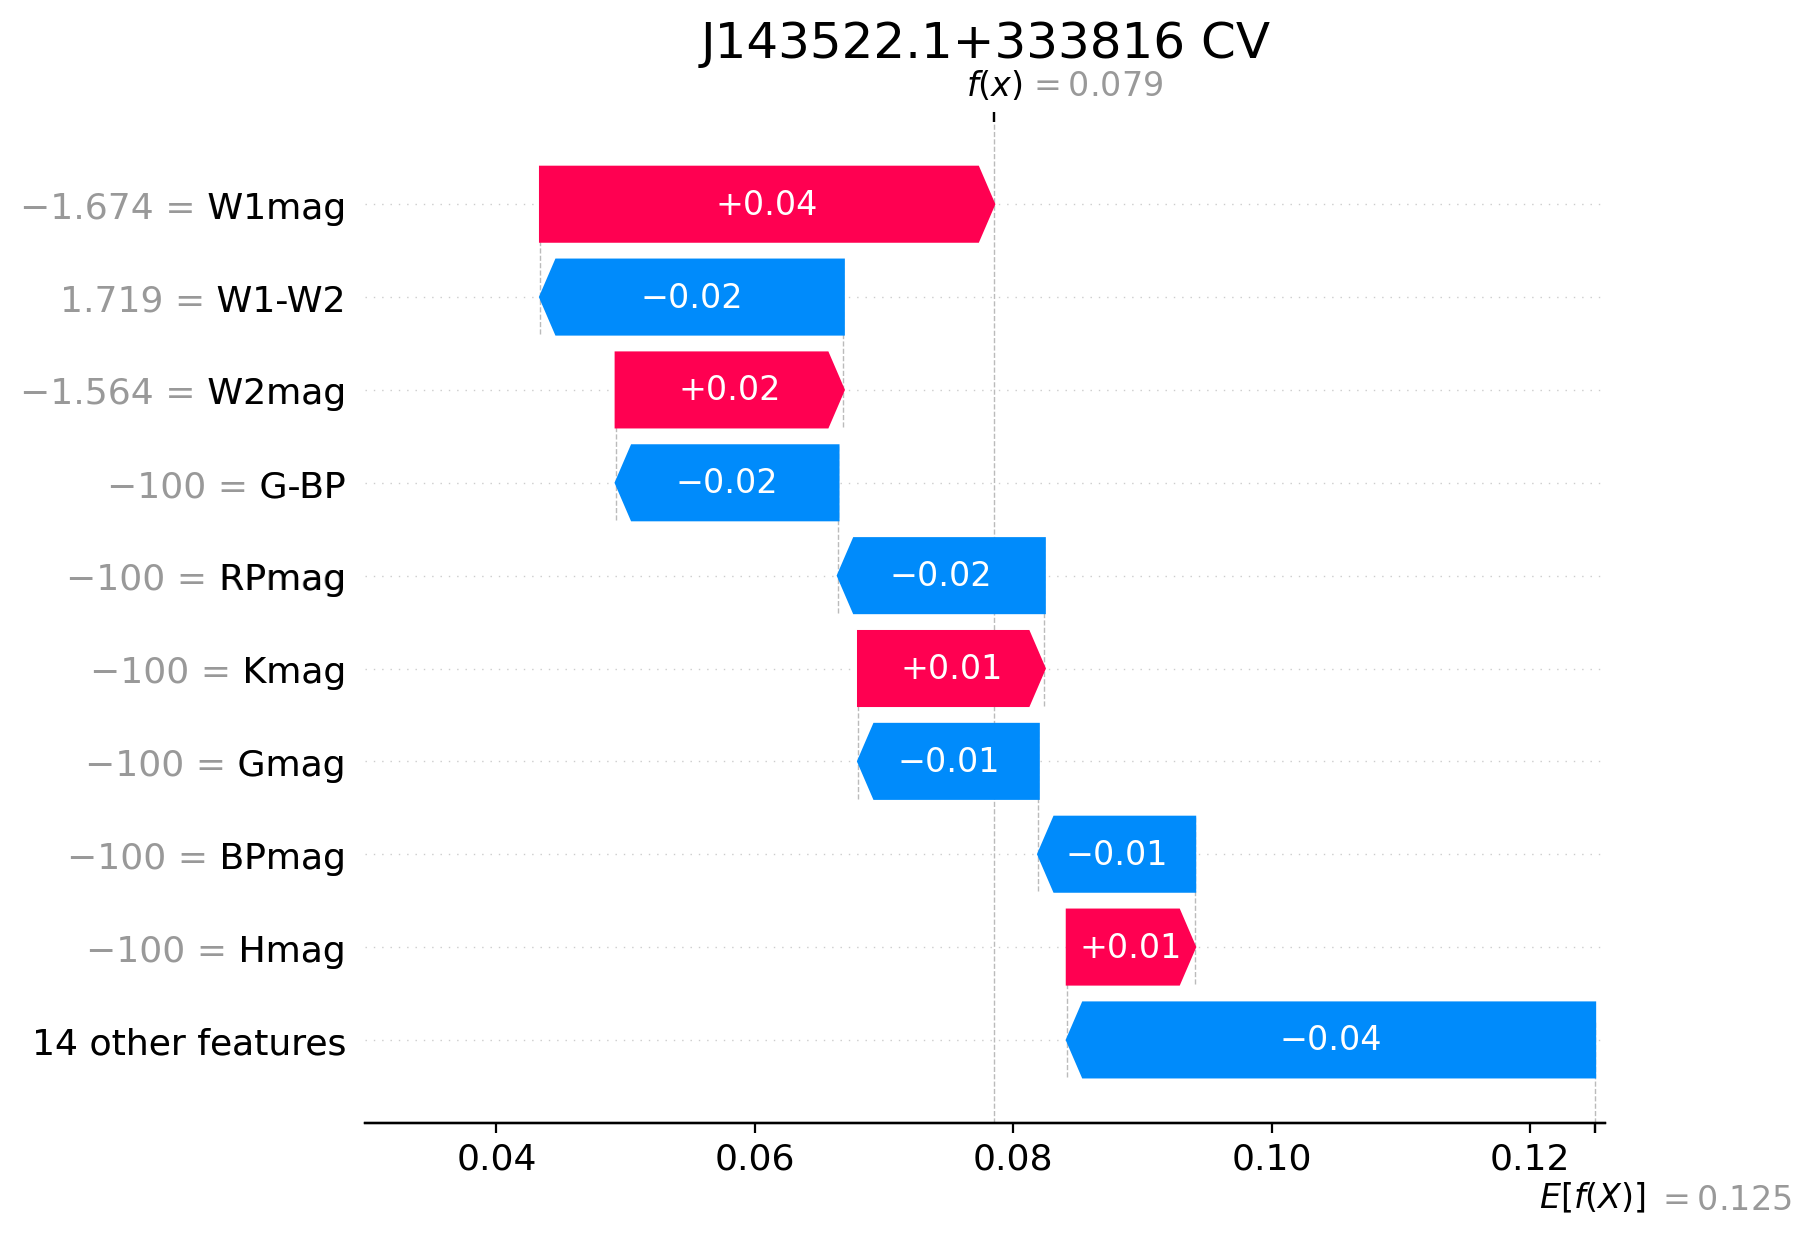 J143522.1+333816 CV
f(x) = 0.079
−1.674 = W1mag +0.04
1.719 = W1-W2 −0.02
−1.564 = W2mag +0.02
−100 = G-BP −0.02
−100 = RPmag −0.02
−100 = Kmag +0.01
−100 = Gmag −0.01
−100 = BPmag −0.01
−100 = Hmag +0.01
14 other features −0.04
0.04 0.06 0.08 0.10 0.12
E[f(X)] = 0.125